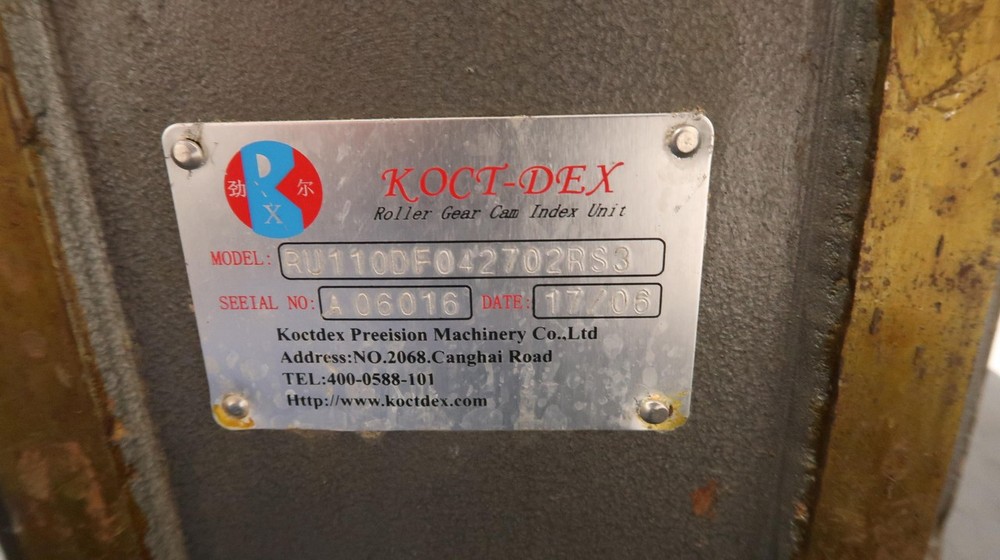 劲 R 尔
X
KOCT-DEX
Roller Gear Cam Index Unit
MODEL: RU110DF042702RS3
SEEIAL NO: A 06016 DATE: 17/06
Koctdex Preeision Machinery Co.,Ltd
Address:NO.2068.Canghai Road
TEL:400-0588-101
Http://www.koctdex.com